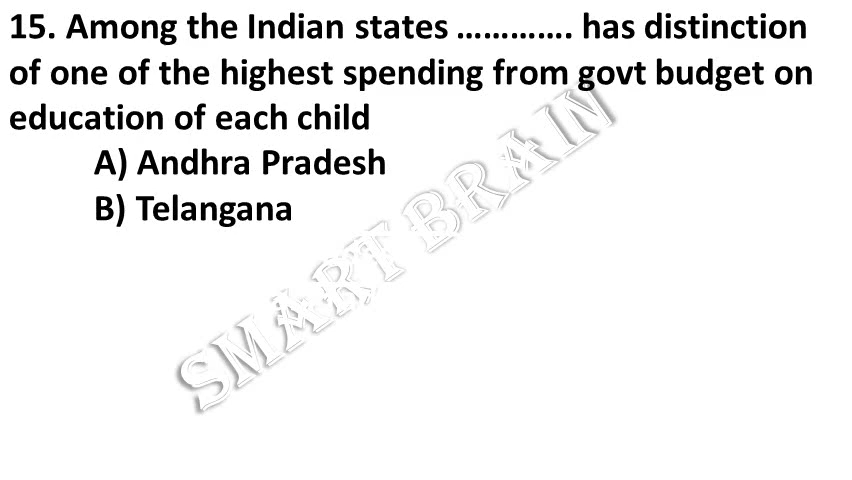 15. Among the Indian states …………. has distinction
of one of the highest spending from govt budget on
education of each child
A) Andhra Pradesh
B) Telangana
SMART BRAIN